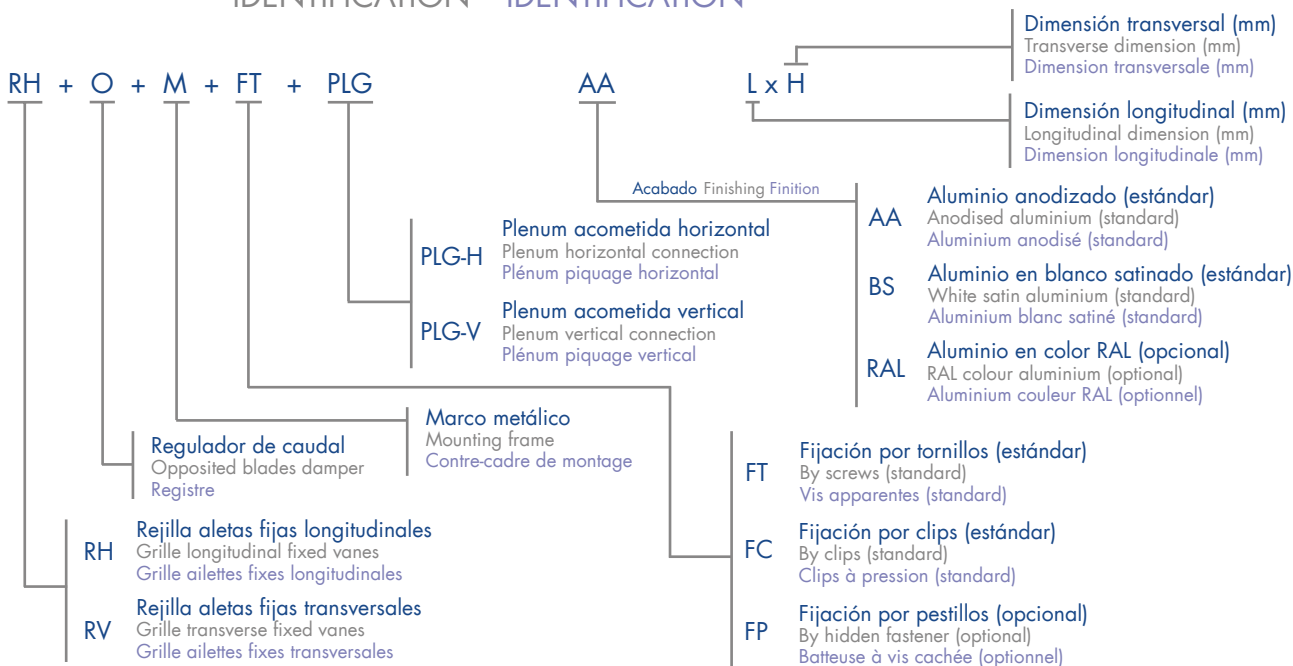 IDENTIFICATION IDENTIFICATION
RH + O + M + FT + PLG AA L x H
Dimensión transversal (mm)
Transverse dimension (mm)
Dimension transversale (mm)
Dimensión longitudinal (mm)
Longitudinal dimension (mm)
Dimension longitudinale (mm)
Acabado Finishing Finition
AA
Aluminio anodizado (estándar)
Anodised aluminium (standard)
Aluminium anodisé (standard)
BS
Aluminio en blanco satinado (estándar)
White satin aluminium (standard)
Aluminium blanc satiné (standard)
RAL
Aluminio en color RAL (opcional)
RAL colour aluminium (optional)
Aluminium couleur RAL (optionnel)
PLG-H
Plenum acometida horizontal
Plenum horizontal connection
Plénum piquage horizontal
PLG-V
Plenum acometida vertical
Plenum vertical connection
Plénum piquage vertical
Marco metálico
Mounting frame
Contre-cadre de montage
Regulador de caudal
Opposited blades damper
Registre
RH
Rejilla aletas fijas longitudinales
Grille longitudinal fixed vanes
Grille ailettes fixes longitudinales
RV
Rejilla aletas fijas transversales
Grille transverse fixed vanes
Grille ailettes fixes transversales
FT
Fijación por tornillos (estándar)
By screws (standard)
Vis apparentes (standard)
FC
Fijación por clips (estándar)
By clips (standard)
Clips à pression (standard)
FP
Fijación por pestillos (opcional)
By hidden fastener (optional)
Batteuse à vis cachée (optionnel)